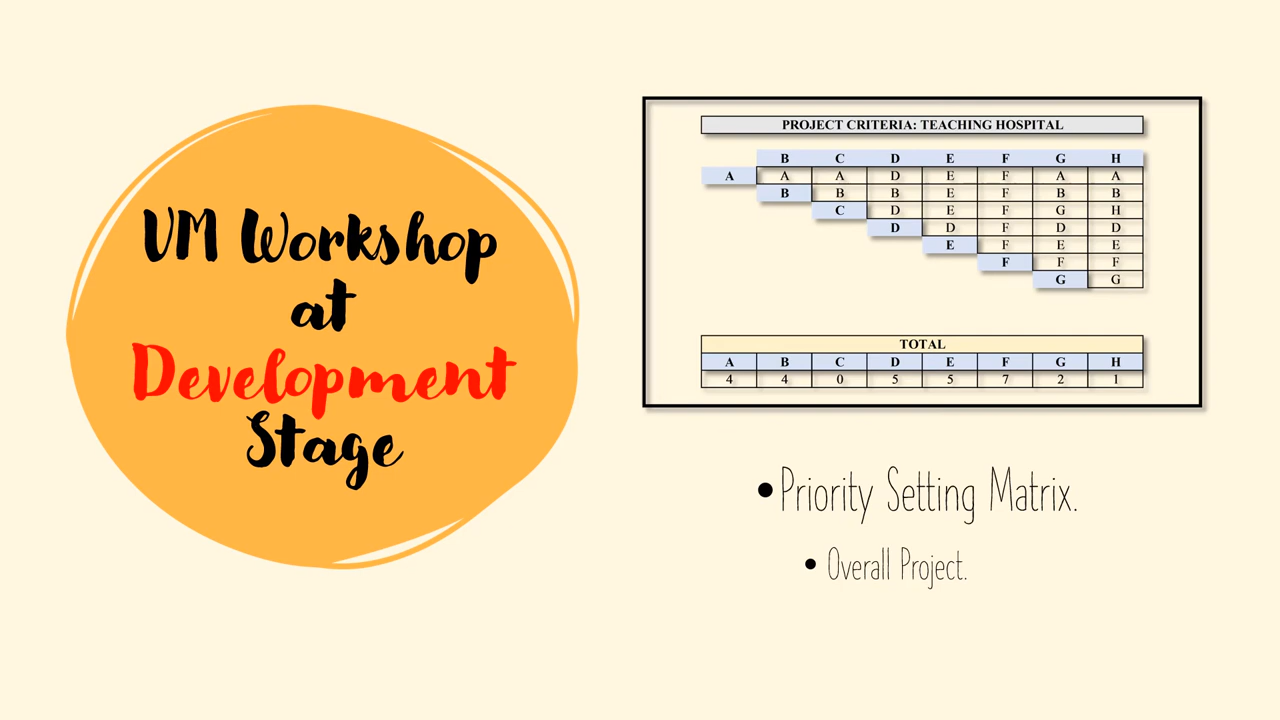 VM Workshop
at
Development
Stage
PROJECT CRITERIA: TEACHING HOSPITAL
B C D E F G H
A A A D E F A A
B B B E F B B
C D E F G H
D D F D D
E F E E
F F F
G G
TOTAL
A B C D E F G H
4 4 0 5 5 7 2 1
•Priority Setting Matrix.
• Overall Project.